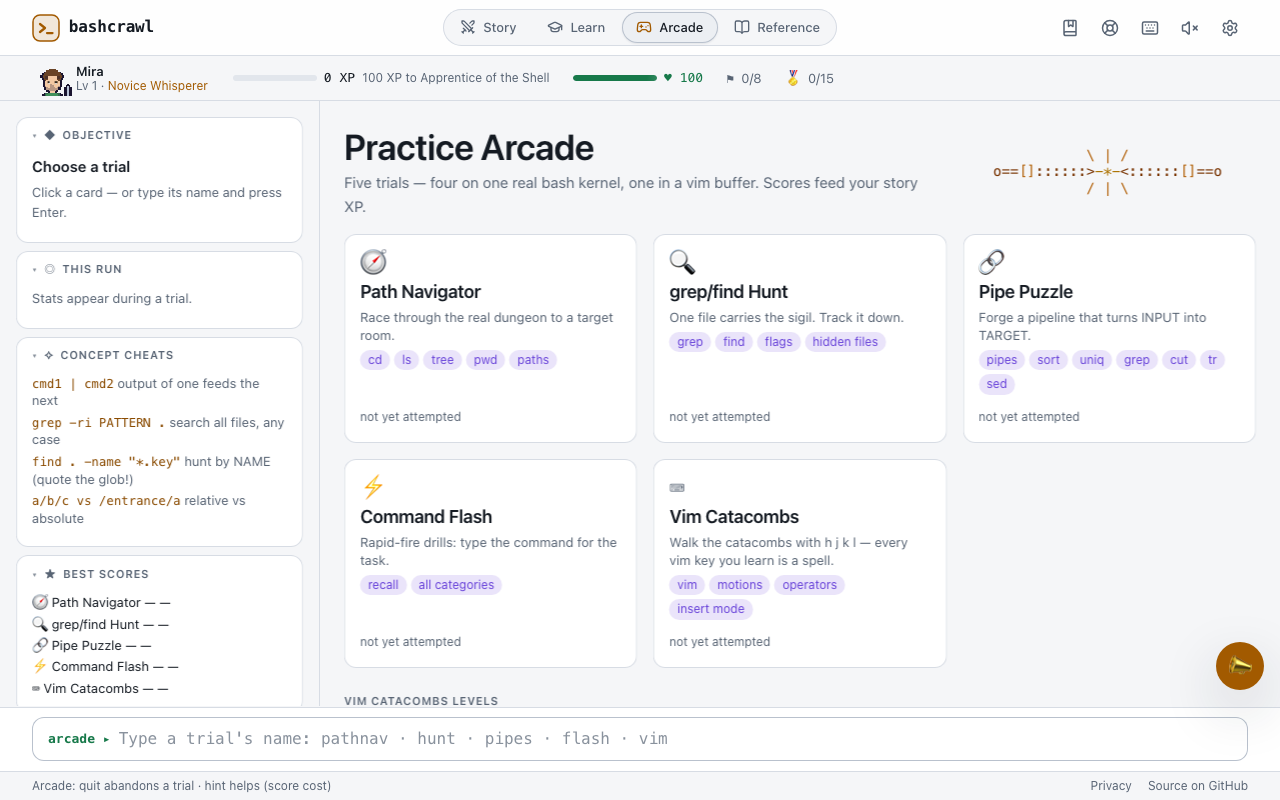 bashcrawl
Story
Learn
Arcade
Reference
Mira
Lv 1 · Novice Whisperer
0 XP 100 XP to Apprentice of the Shell
♥ 100
⚑ 0/8
0/15
▾ ◆ OBJECTIVE
Choose a trial
Click a card — or type its name and press
Enter.
▾ ◎ THIS RUN
Stats appear during a trial.
▾ ✧ CONCEPT CHEATS
cmd1 | cmd2 output of one feeds the
next
grep -ri PATTERN . search all files, any
case
find . -name "*.key" hunt by NAME
(quote the glob!)
a/b/c vs /entrance/a relative vs
absolute
▾ ★ BEST SCORES
Path Navigator — —
grep/find Hunt — —
Pipe Puzzle — —
Command Flash — —
Vim Catacombs — —
Practice Arcade
Five trials — four on one real bash kernel, one in a vim buffer. Scores feed your story
XP.
\ | /
o==[]::::::>-*-<::::::[]==o
/ | \
Path Navigator
Race through the real dungeon to a target
room.
cd ls tree pwd paths
not yet attempted
grep/find Hunt
One file carries the sigil. Track it down.
grep find flags hidden files
not yet attempted
Pipe Puzzle
Forge a pipeline that turns INPUT into
TARGET.
pipes sort uniq grep cut tr
sed
not yet attempted
Command Flash
Rapid-fire drills: type the command for the
task.
recall all categories
not yet attempted
Vim Catacombs
Walk the catacombs with h j k l — every
vim key you learn is a spell.
vim motions operators
insert mode
not yet attempted
VIM CATACOMBS LEVELS
arcade ▸ Type a trial's name: pathnav · hunt · pipes · flash · vim
Arcade: quit abandons a trial · hint helps (score cost)
Privacy
Source on GitHub